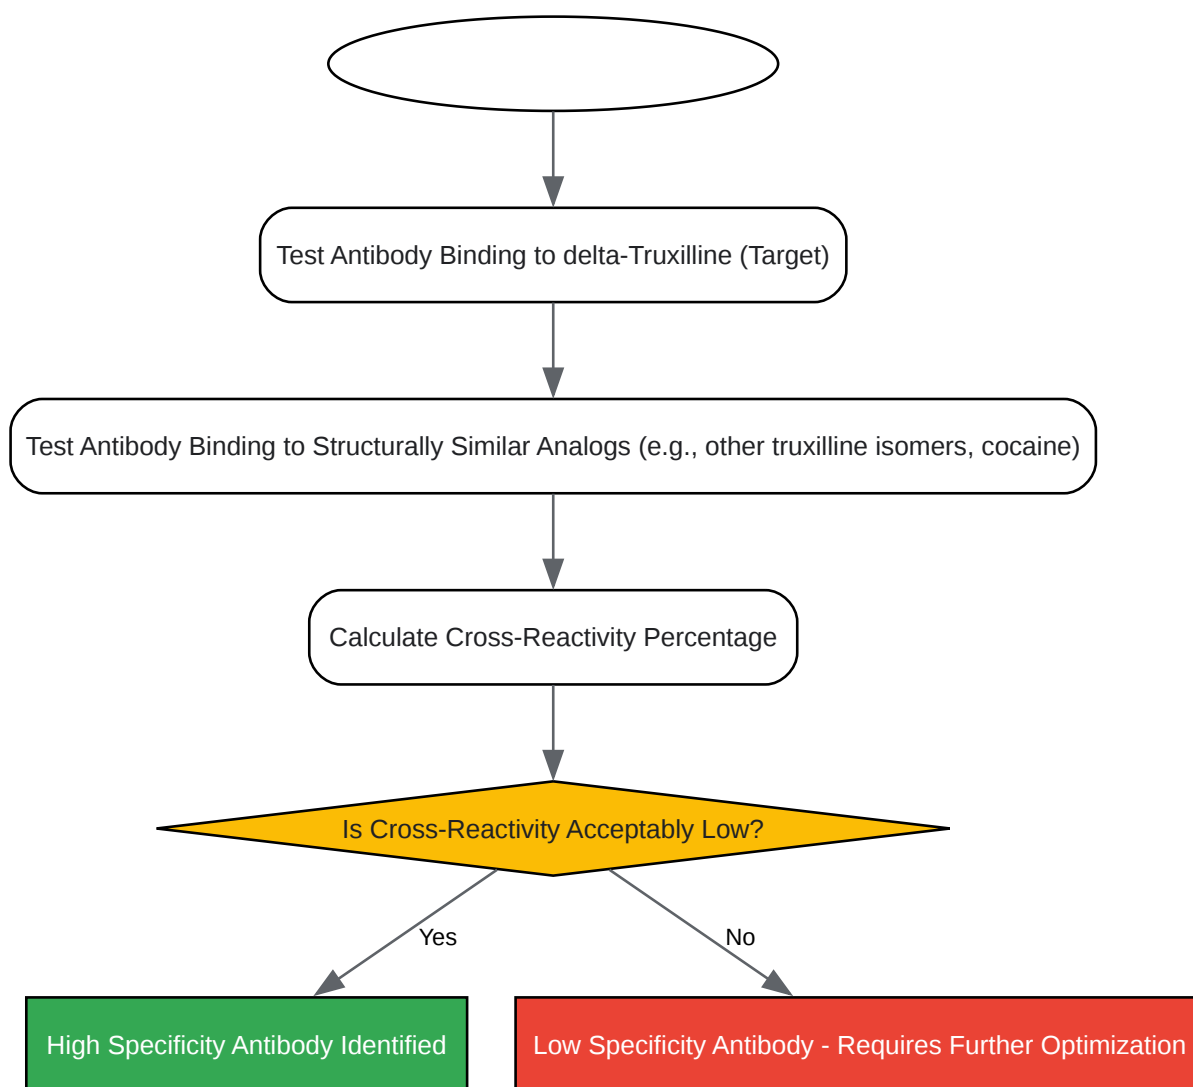 Test Antibody Binding to delta-Truxilline (Target)
Test Antibody Binding to Structurally Similar Analogs (e.g., other truxilline isomers, cocaine)
Calculate Cross-Reactivity Percentage
Is Cross-Reactivity Acceptably Low?
Yes
No
High Specificity Antibody Identified
Low Specificity Antibody - Requires Further Optimization